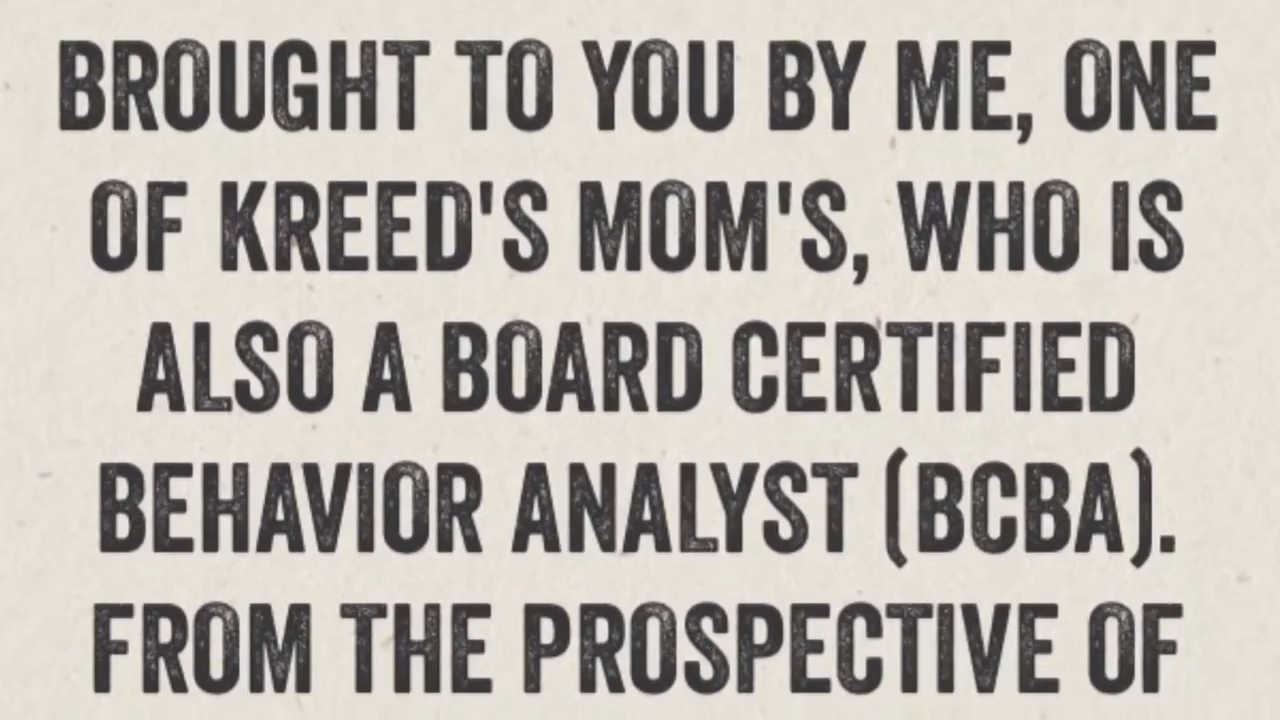 BROUGHT TO YOU BY ME, ONE
OF KREED'S MOM'S, WHO IS
ALSO A BOARD CERTIFIED
BEHAVIOR ANALYST (BCBA).
FROM THE PROSPECTIVE OF